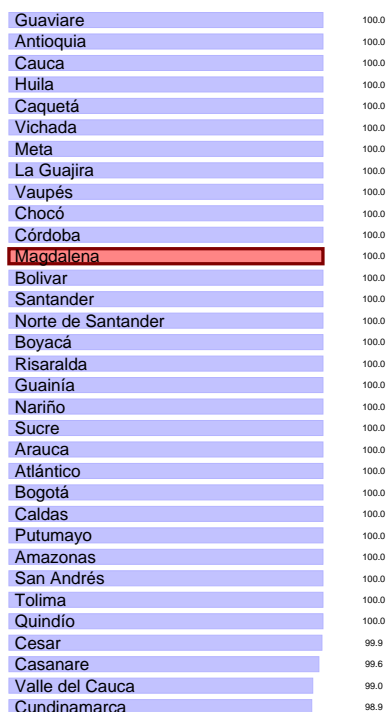 Guaviare 100.0
Antioquia 100.0
Cauca 100.0
Huila 100.0
Caquetá 100.0
Vichada 100.0
Meta 100.0
La Guajira 100.0
Vaupés 100.0
Chocó 100.0
Córdoba 100.0
Magdalena 100.0
Bolivar 100.0
Santander 100.0
Norte de Santander 100.0
Boyacá 100.0
Risaralda 100.0
Guainía 100.0
Nariño 100.0
Sucre 100.0
Arauca 100.0
Atlántico 100.0
Bogotá 100.0
Caldas 100.0
Putumayo 100.0
Amazonas 100.0
San Andrés 100.0
Tolima 100.0
Quindío 100.0
Cesar 99.9
Casanare 99.6
Valle del Cauca 99.0
Cundinamarca 98.9